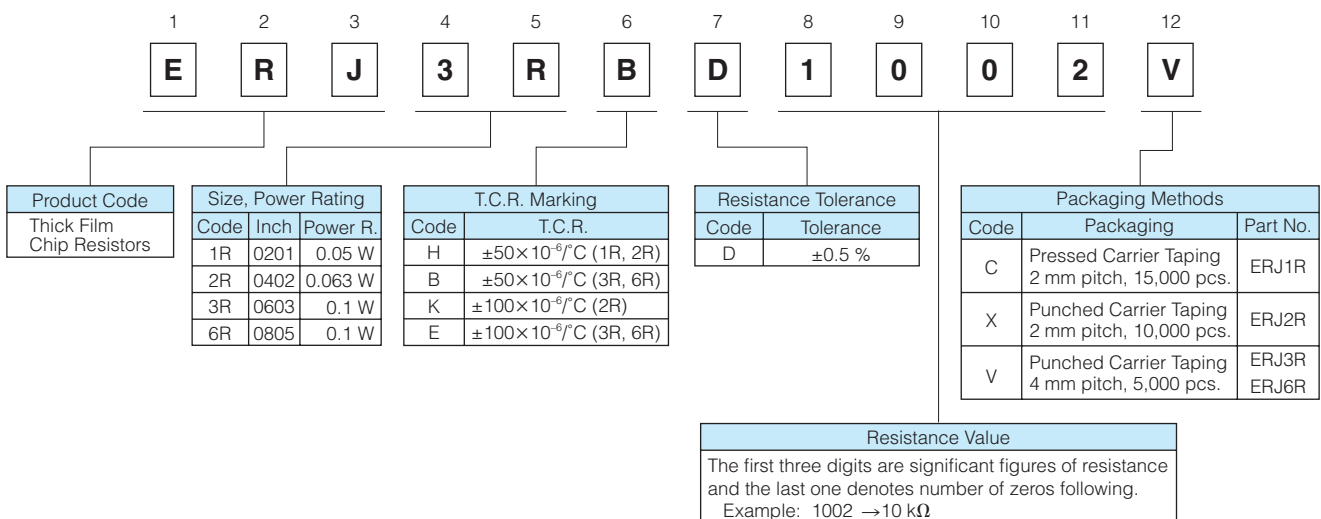 1 2 3 4 5 6 7 8 9 10 11 12
E R J 3 R B D 1 0 0 2 V
Product Code
Thick Film
Chip Resistors
Size, Power Rating
Code Inch Power R.
1R 0201 0.05 W
2R 0402 0.063 W
3R 0603 0.1 W
6R 0805 0.1 W
T.C.R. Marking
Code T.C.R.
H ±50×10⁻⁶/°C (1R, 2R)
B ±50×10⁻⁶/°C (3R, 6R)
K ±100×10⁻⁶/°C (2R)
E ±100×10⁻⁶/°C (3R, 6R)
Resistance Tolerance
Code Tolerance
D ±0.5 %
Packaging Methods
Code Packaging Part No.
C Pressed Carrier Taping
2 mm pitch, 15,000 pcs. ERJ1R
X Punched Carrier Taping
2 mm pitch, 10,000 pcs. ERJ2R
V Punched Carrier Taping ERJ3R
4 mm pitch, 5,000 pcs. ERJ6R
Resistance Value
The first three digits are significant figures of resistance
and the last one denotes number of zeros following.
Example: 1002 →10 kΩ